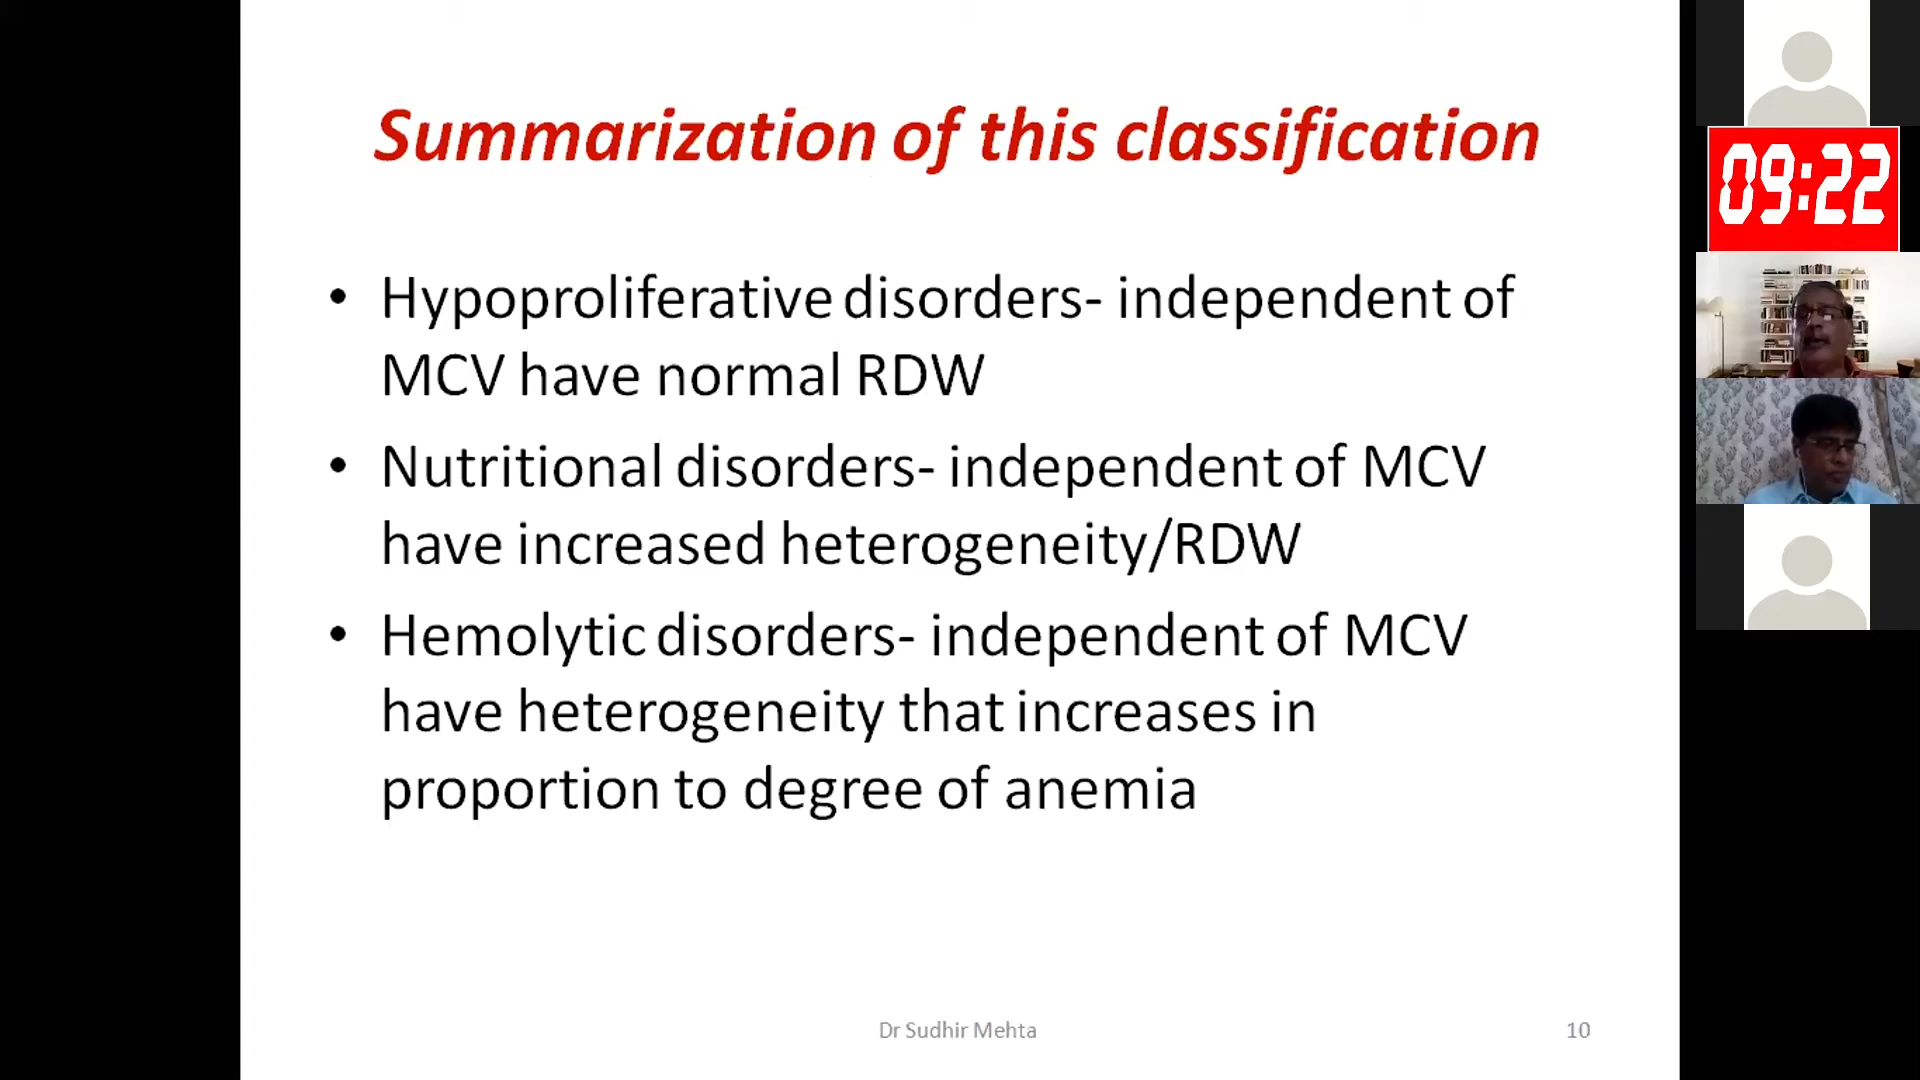 Summarization of this classification
• Hypoproliferative disorders- independent of
MCV have normal RDW
• Nutritional disorders- independent of MCV
have increased heterogeneity/RDW
• Hemolytic disorders- independent of MCV
have heterogeneity that increases in
proportion to degree of anemia
Dr Sudhir Mehta
10
09:22